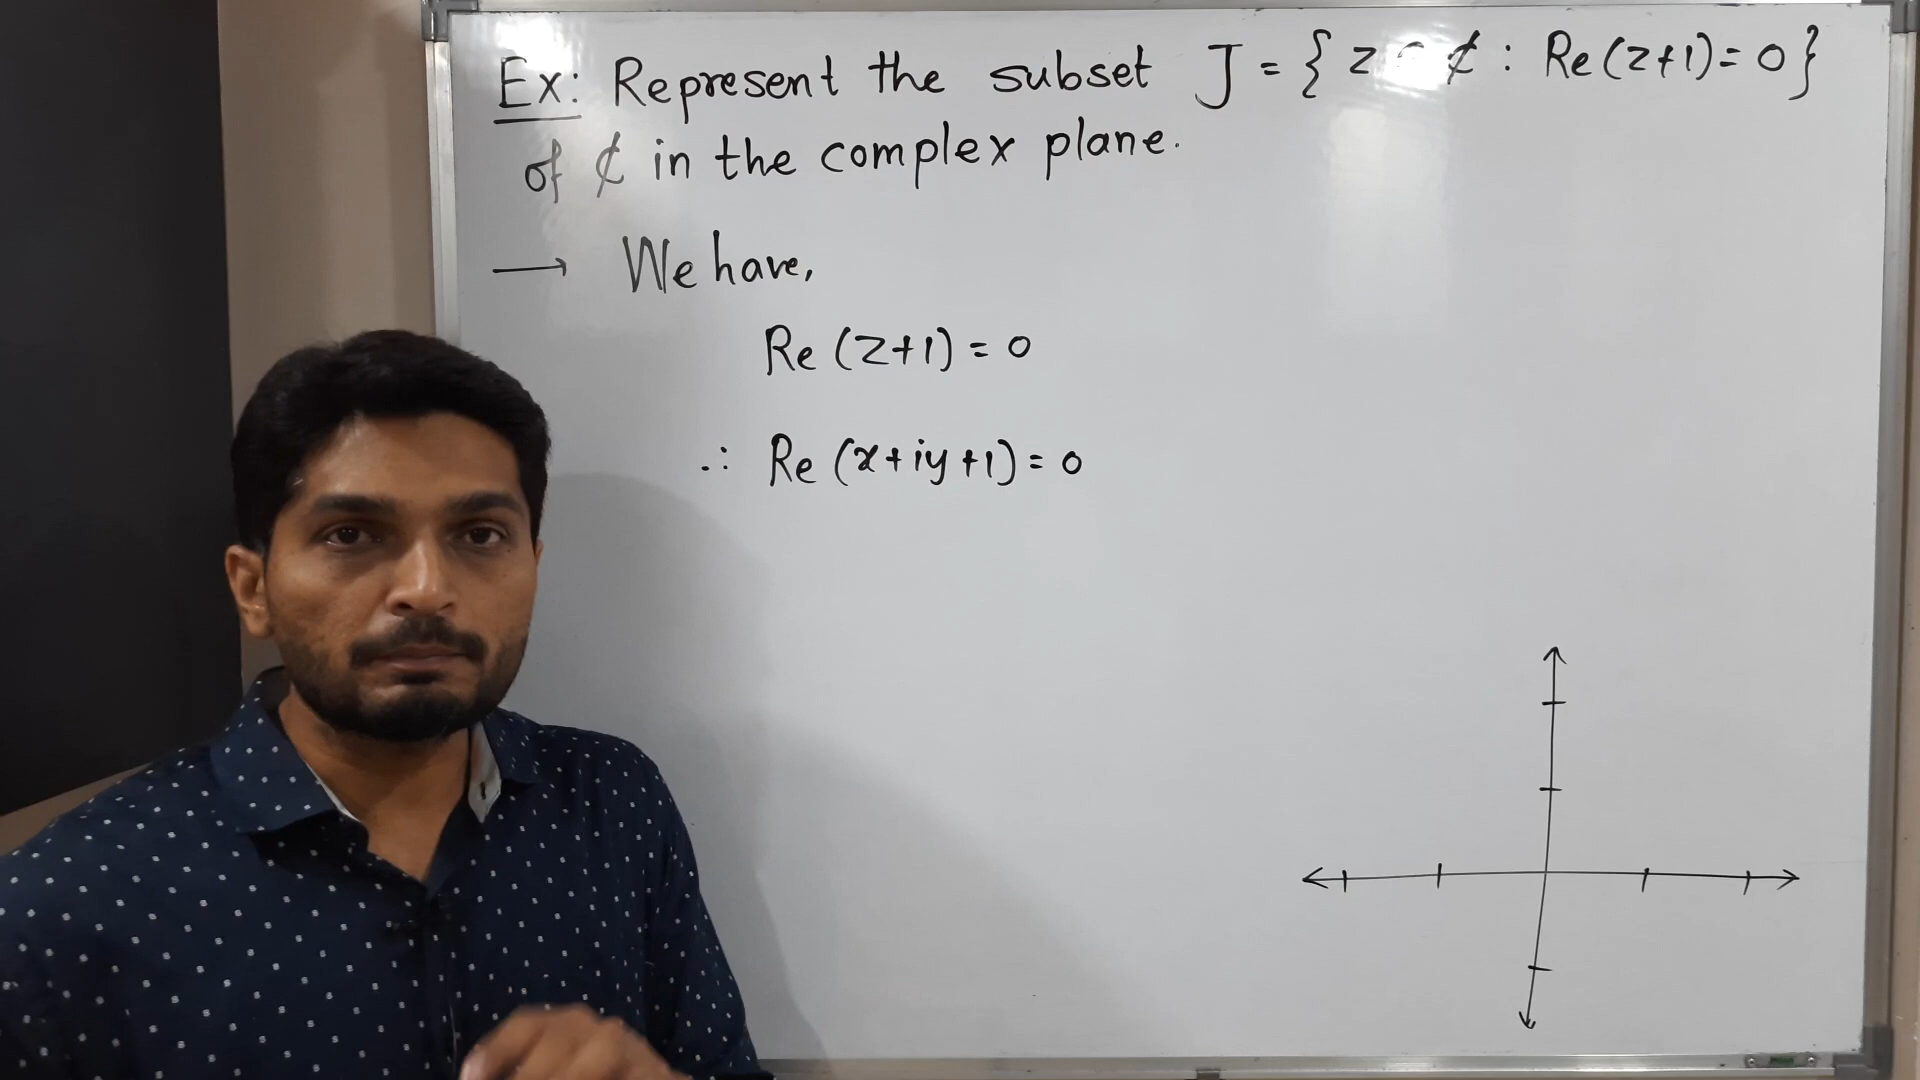 Ex: Represent the subset J = { z ∈ ₵ : Re(z+1) = 0 }
of ₵ in the complex plane.
→ We have,
Re (z+1) = 0
∴ Re (x+iy+1) = 0